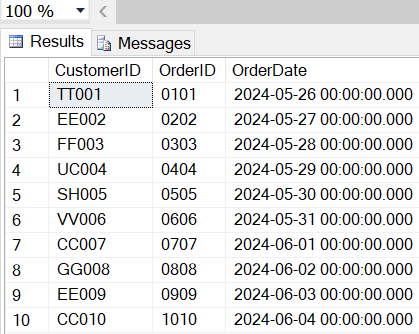 100 %
Results Messages
CustomerID OrderID OrderDate
1 TT001 0101 2024-05-26 00:00:00.000
2 EE002 0202 2024-05-27 00:00:00.000
3 FF003 0303 2024-05-28 00:00:00.000
4 UC004 0404 2024-05-29 00:00:00.000
5 SH005 0505 2024-05-30 00:00:00.000
6 VV006 0606 2024-05-31 00:00:00.000
7 CC007 0707 2024-06-01 00:00:00.000
8 GG008 0808 2024-06-02 00:00:00.000
9 EE009 0909 2024-06-03 00:00:00.000
10 CC010 1010 2024-06-04 00:00:00.000